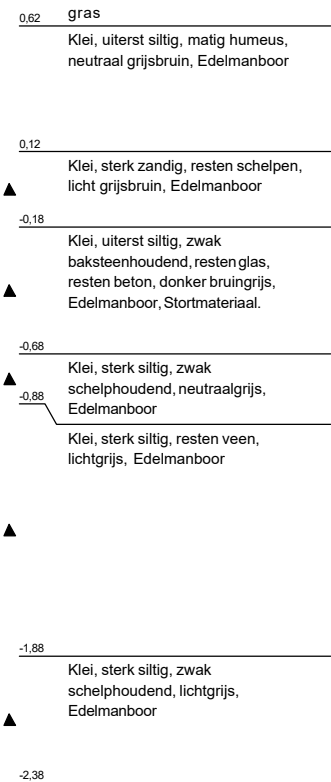 gras
0,62
Klei, uiterst siltig, matig humeus,
neutraal grijsbruin, Edelmanboor
0,12
Klei, sterk zandig, resten schelpen,
licht grijsbruin, Edelmanboor
-0,18
Klei, uiterst siltig, zwak
baksteenhoudend, resten glas,
resten beton, donker bruingrijs,
Edelmanboor, Stortmateriaal.
-0,68
Klei, sterk siltig, zwak
schelphoudend, neutraalgrijs,
-0,88
Edelmanboor
Klei, sterk siltig, resten veen,
lichtgrijs, Edelmanboor
-1,88
Klei, sterk siltig, zwak
schelphoudend, lichtgrijs,
Edelmanboor
-2,38